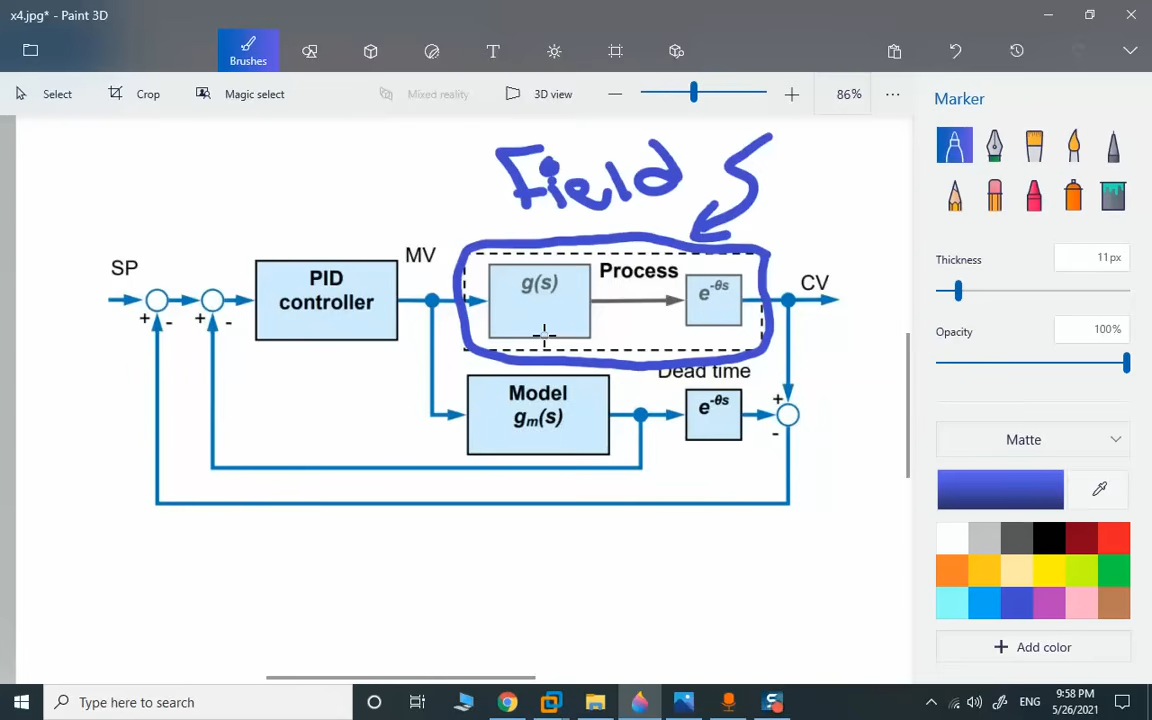 x4.jpg* - Paint 3D
Brushes
Select
Crop
Magic select
Mixed reality
3D view
86%
Marker
Thickness
11px
Opacity
100%
Matte
Add color
Field
SP
MV
CV
PID
controller
g(s)
Process
e-θs
+
-
+
-
Dead time
Model
gm(s)
e-θs
+
-
Type here to search
ENG
9:58 PM
5/26/2021